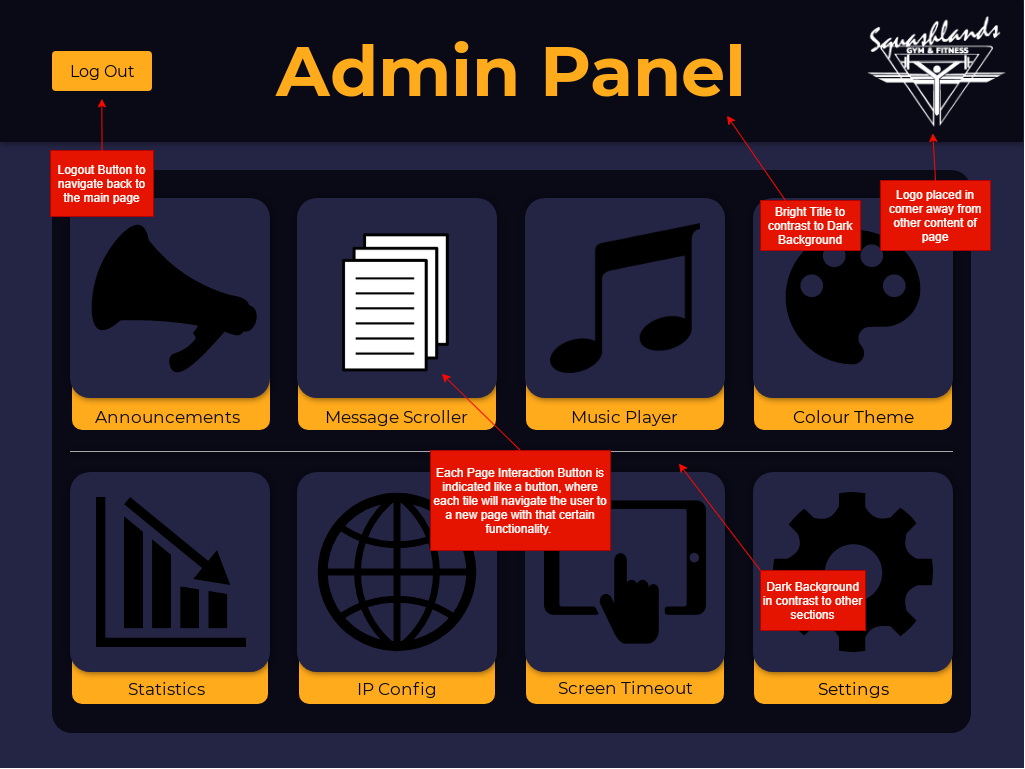 Log Out
Admin Panel
Squashlands
GYM & FITNESS
Logout Button to
navigate back to
the main page
Bright Title to
contrast to Dark
Background
Logo placed in
corner away from
other content of
page
Announcements
Message Scroller
Music Player
Colour Theme
Each Page Interaction Button is
indicated like a button, where
each tile will navigate the user to
a new page with that certain
functionality.
Dark Background
in contrast to other
sections
Statistics
IP Config
Screen Timeout
Settings